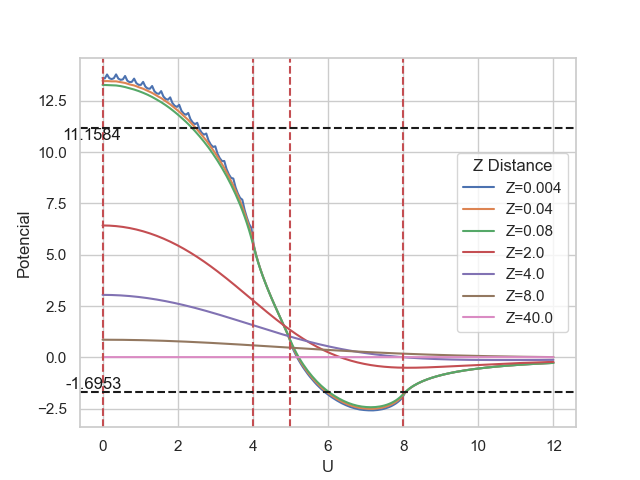 12.5
10.0
7.5
5.0
2.5
0.0
−2.5
Potencial
11.1584
-1.6953
Z Distance
Z=0.004
Z=0.04
Z=0.08
Z=2.0
Z=4.0
Z=8.0
Z=40.0
0 2 4 6 8 10 12
U